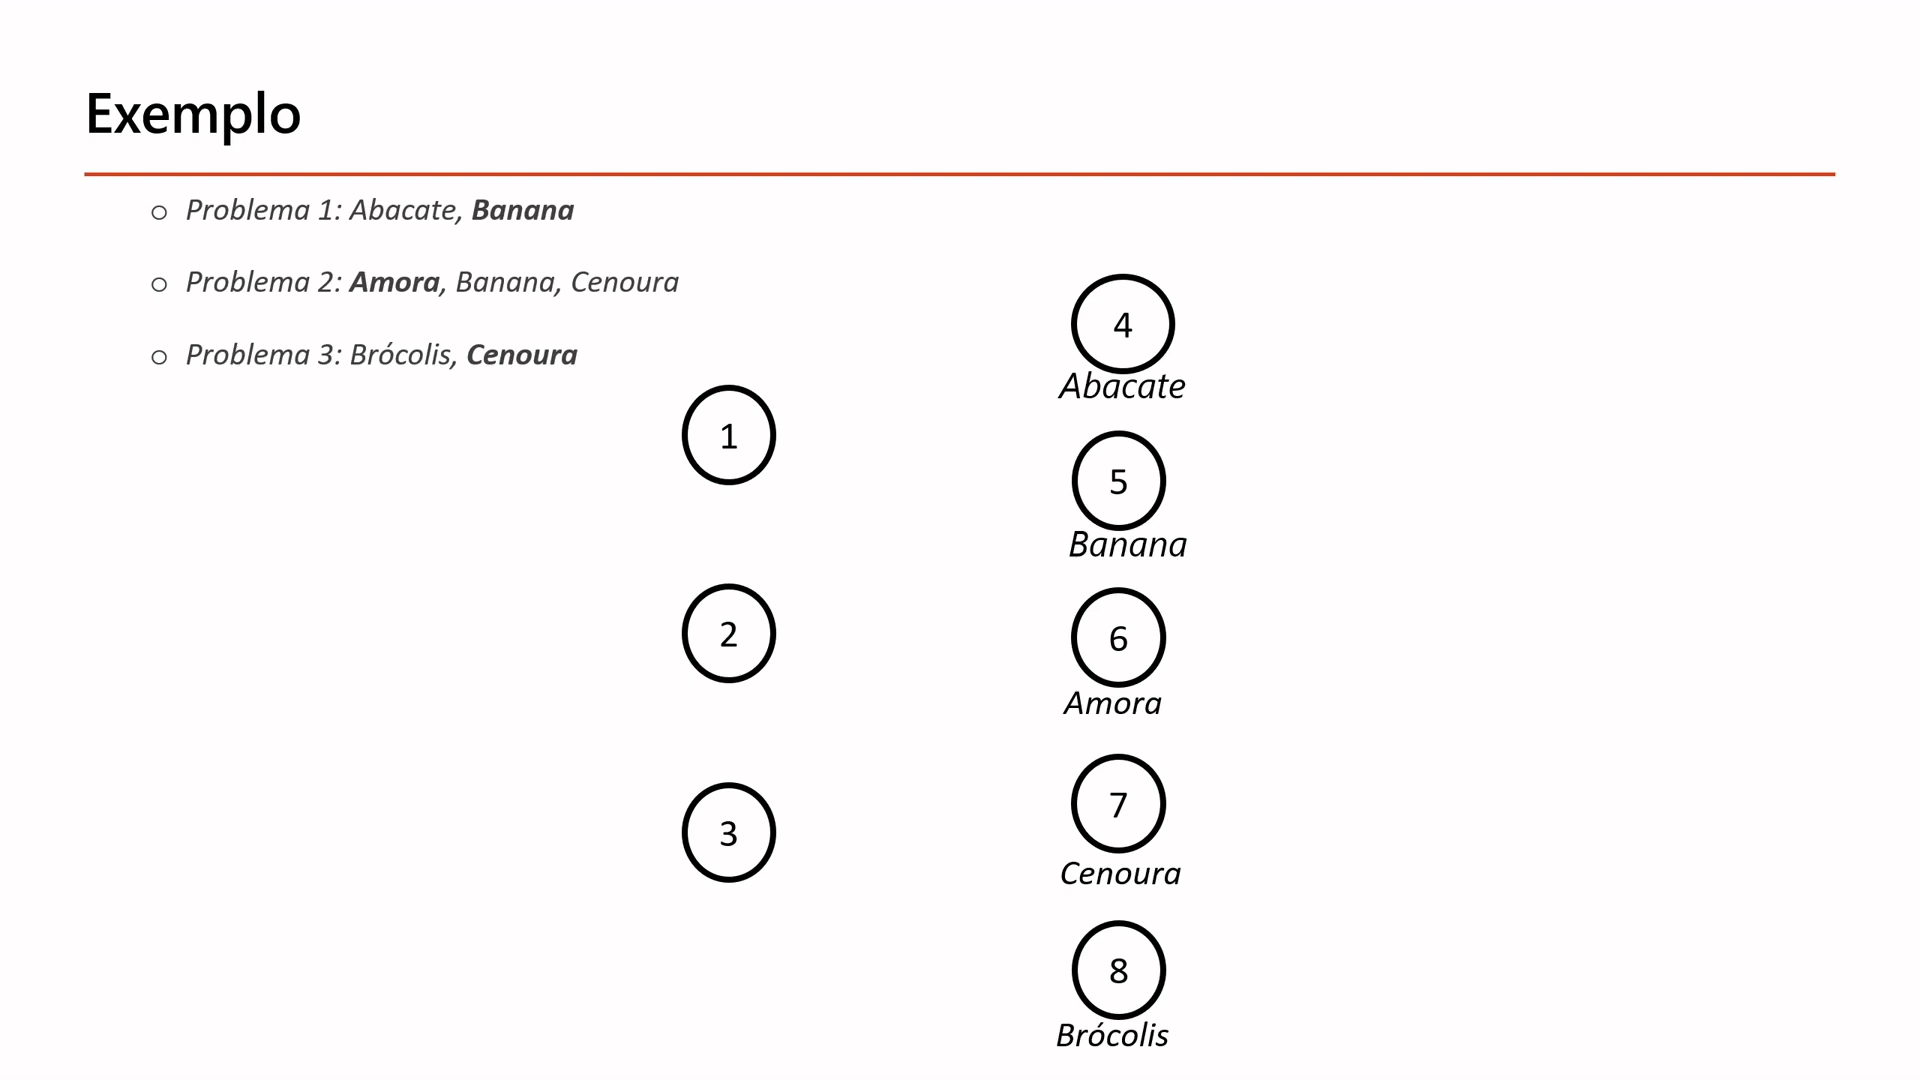 Exemplo
Problema 1: Abacate, Banana
Problema 2: Amora, Banana, Cenoura
Problema 3: Brócolis, Cenoura
4
Abacate
1
5
Banana
2
6
Amora
3
7
Cenoura
8
Brócolis